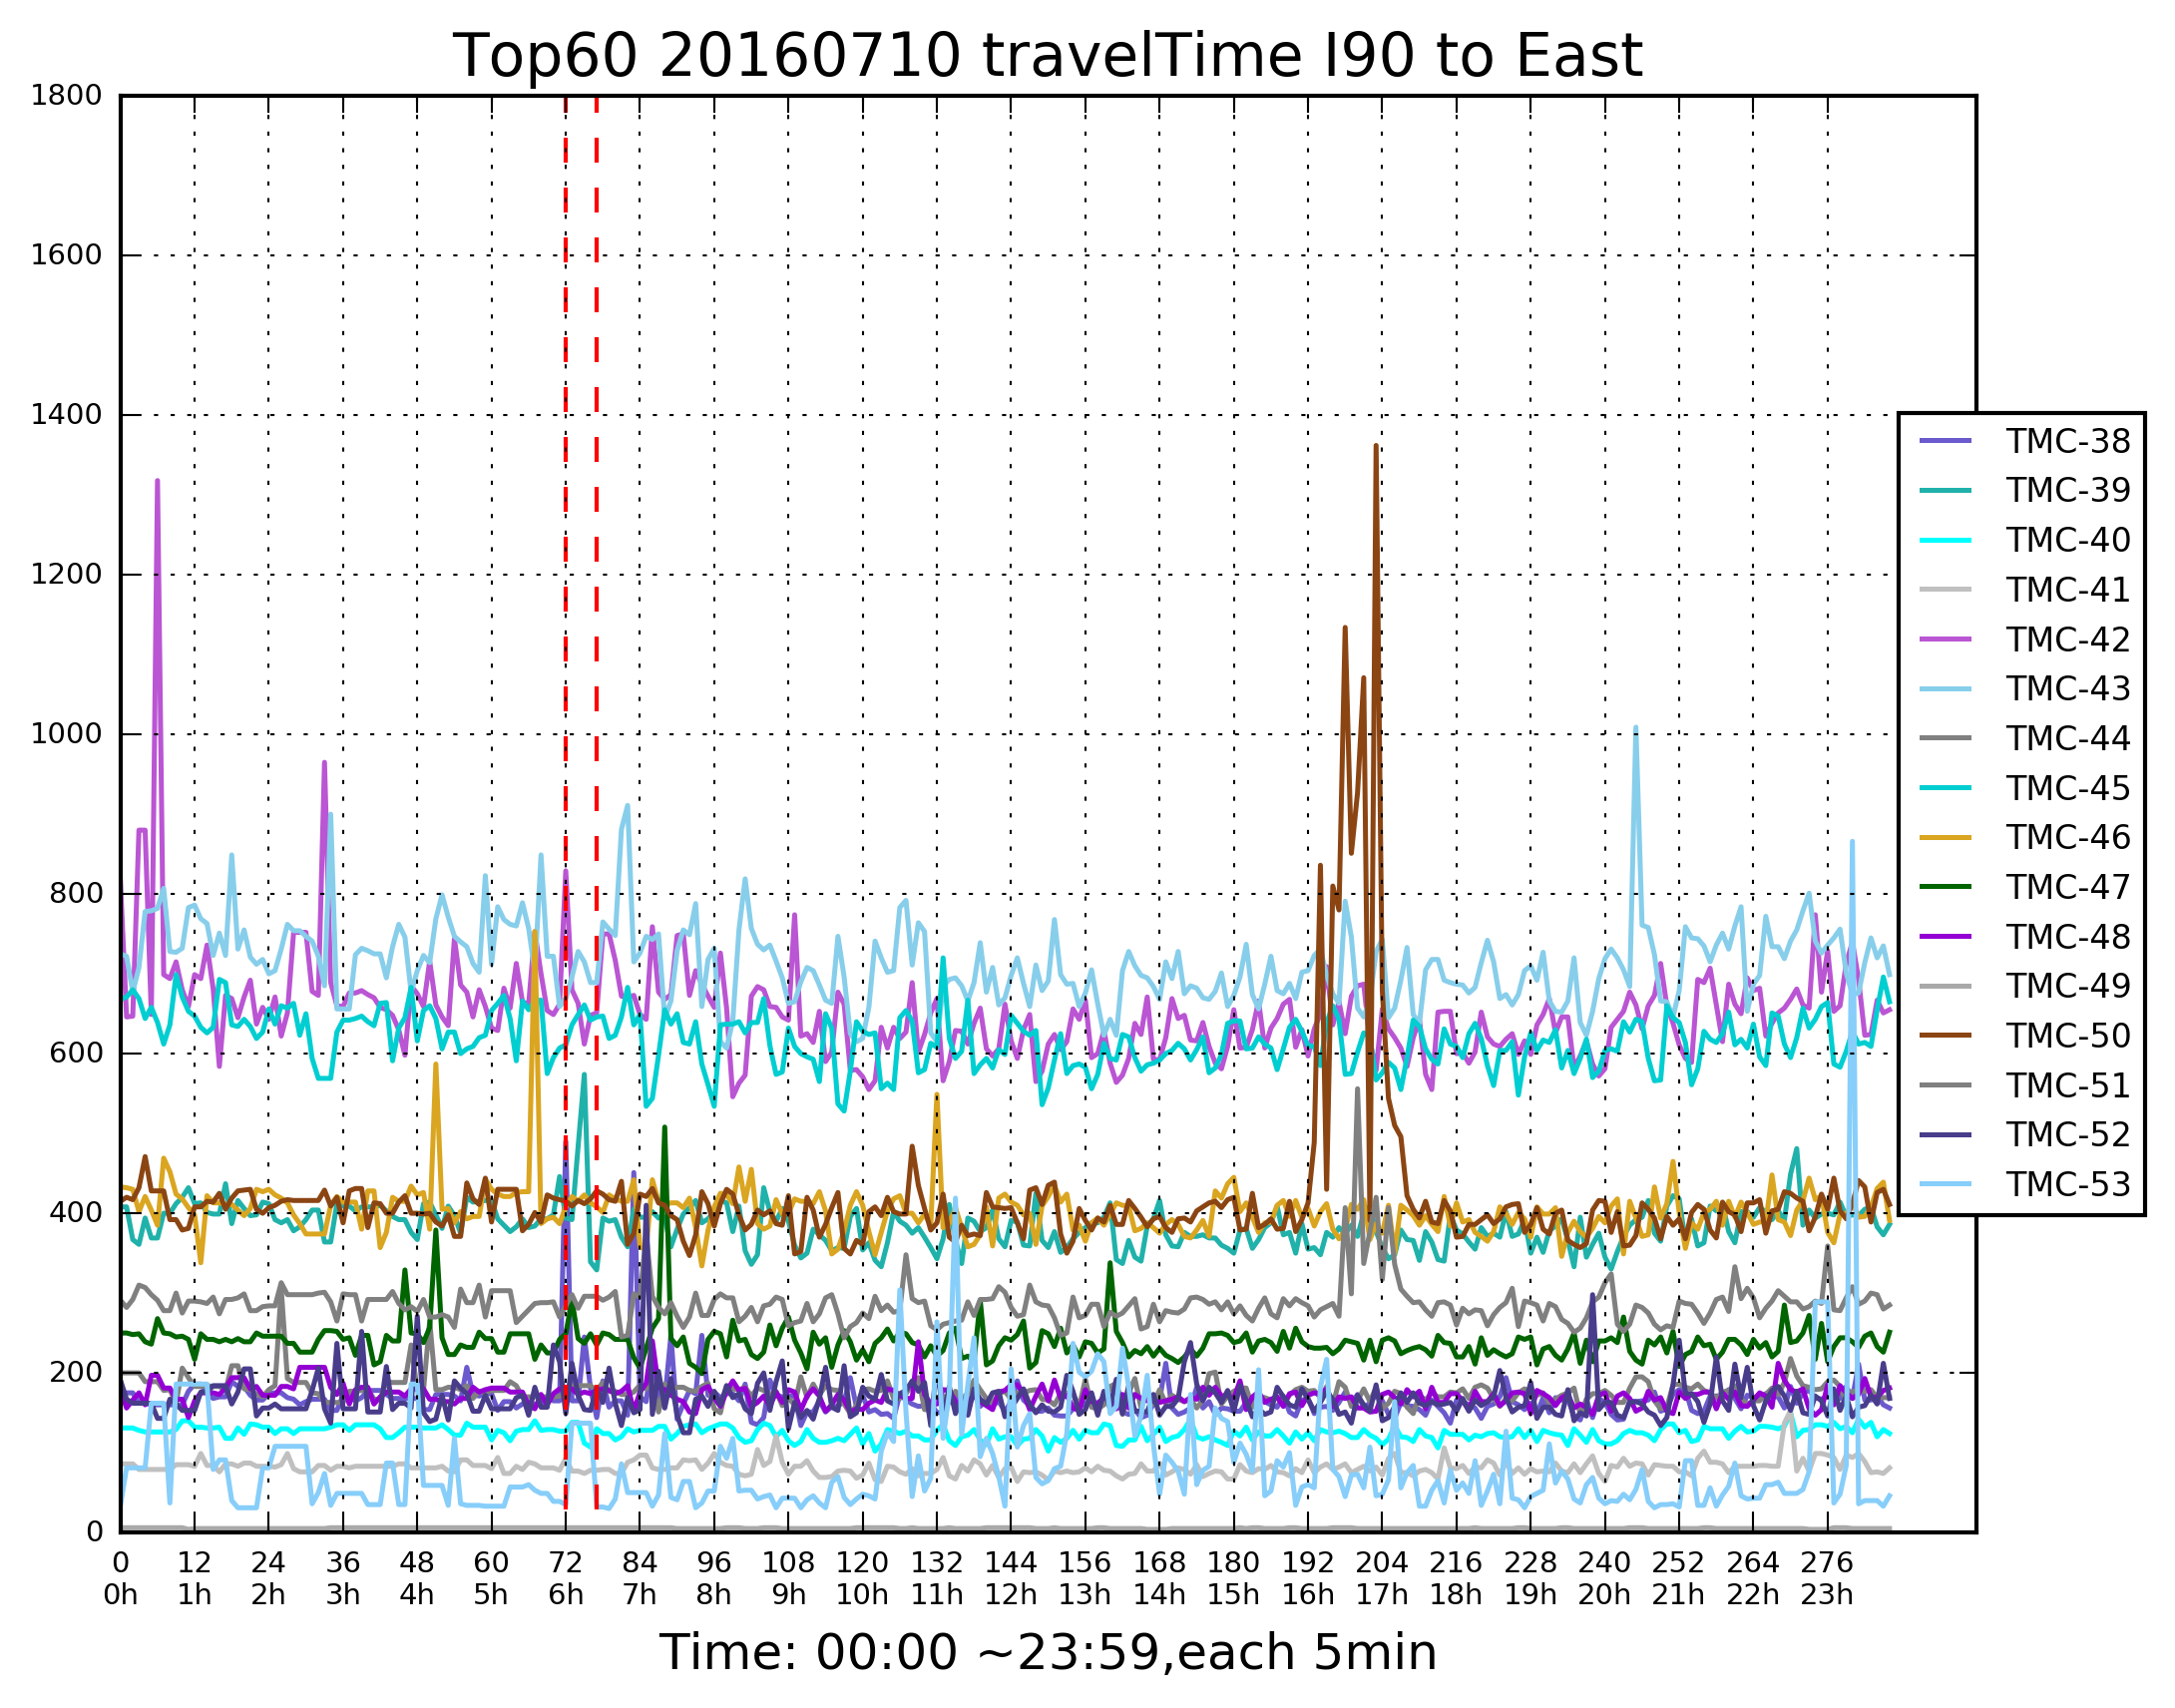 Top60 20160710 travelTime I90 to East
1800
1600
1400
1200
1000
800
600
400
200
0
0 12 24 36 48 60 72 84 96 108 120 132 144 156 168 180 192 204 216 228 240 252 264 276
0h 1h 2h 3h 4h 5h 6h 7h 8h 9h 10h 11h 12h 13h 14h 15h 16h 17h 18h 19h 20h 21h 22h 23h
Time: 00:00 ~23:59,each 5min
TMC-38
TMC-39
TMC-40
TMC-41
TMC-42
TMC-43
TMC-44
TMC-45
TMC-46
TMC-47
TMC-48
TMC-49
TMC-50
TMC-51
TMC-52
TMC-53